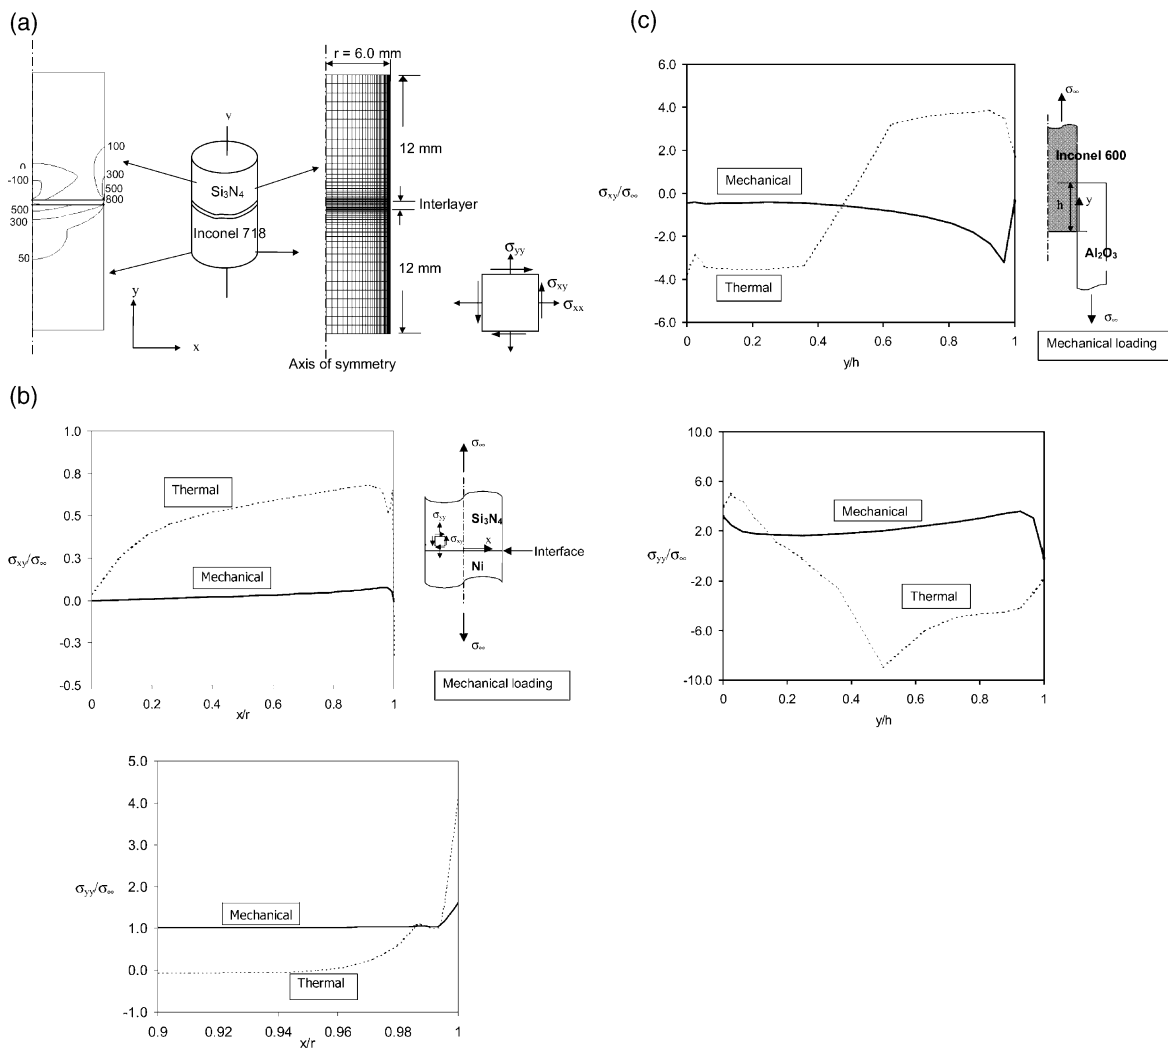 (a)
r = 6.0 mm
y
100
0
-100
300
500
800
500
300
50
Si₃N₄
Inconel 718
12 mm
Interlayer
12 mm
y
x
σyy
σxy
σxx
Axis of symmetry
(c)
6.0
4.0
2.0
0.0
-2.0
-4.0
-6.0
σxy/σ∞
Mechanical
Thermal
0
0.2
0.4
0.6
0.8
1
y/h
σ∞
Inconel 600
h
y
Al₂O₃
σ∞
Mechanical loading
(b)
1.0
0.8
0.5
0.3
0.0
-0.3
-0.5
σxy/σ∞
Thermal
Mechanical
0
0.2
0.4
0.6
0.8
1
x/r
σ∞
Si₃N₄
σyy
σxy
x
Interface
Ni
σ∞
Mechanical loading
10.0
6.0
2.0
-2.0
-6.0
-10.0
σyy/σ∞
Mechanical
Thermal
0
0.2
0.4
0.6
0.8
1
y/h
5.0
4.0
3.0
2.0
1.0
0.0
-1.0
σyy/σ∞
Mechanical
Thermal
0.9
0.92
0.94
0.96
0.98
1
x/r